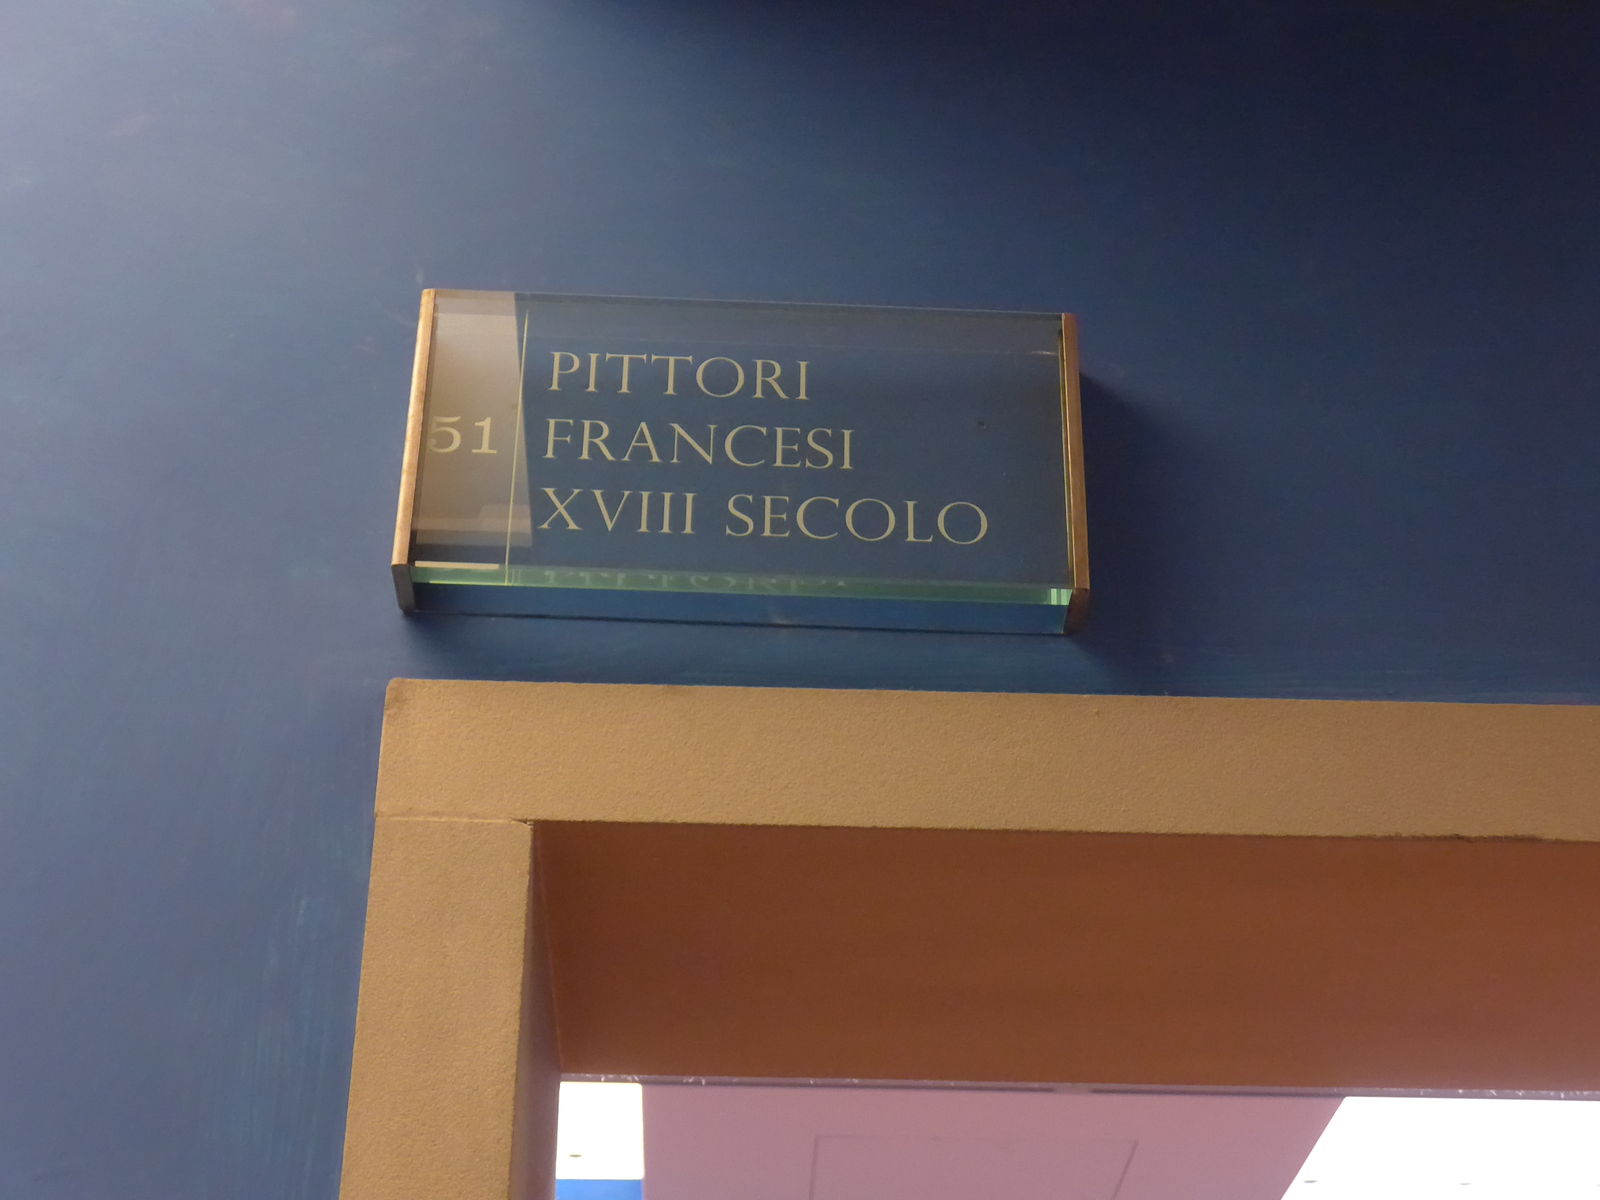 51
PITTORI
FRANCESI
XVIII SECOLO